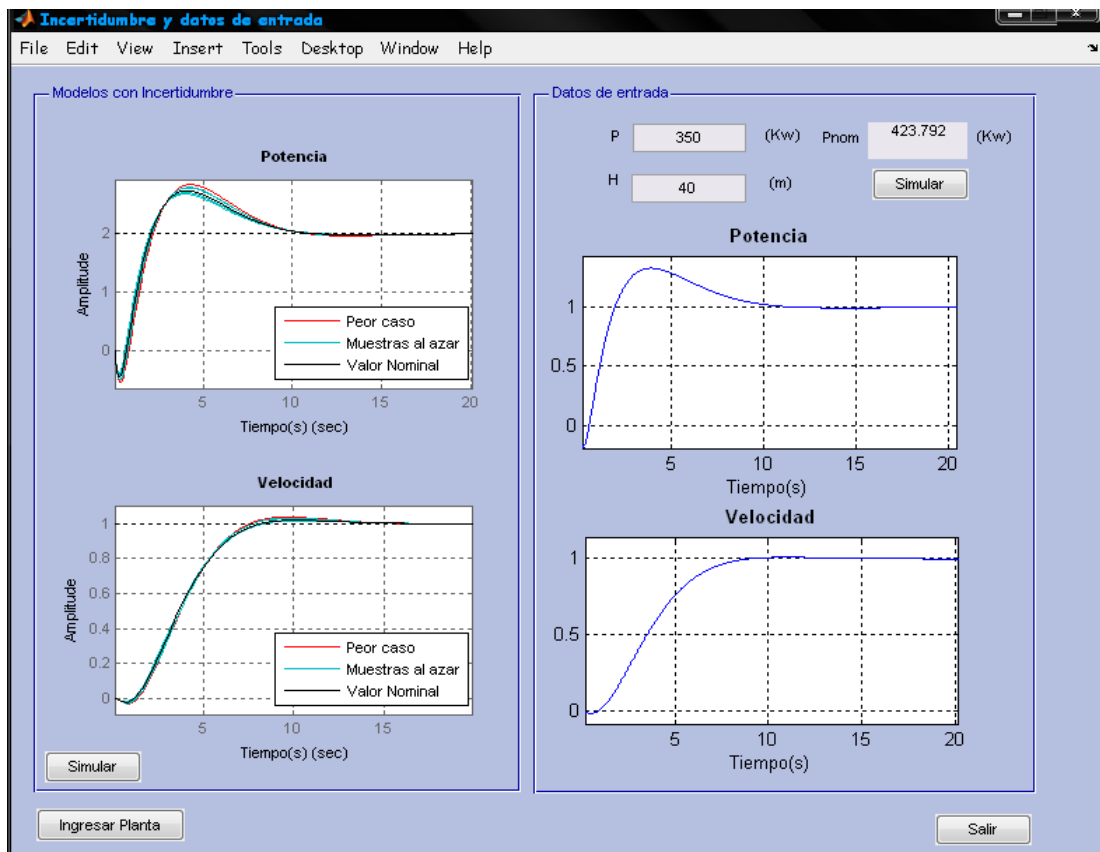 Incertidumbre y datos de entrada
File Edit View Insert Tools Desktop Window Help
Modelos con Incertidumbre
Potencia
Amplitude
2
1
0
Peor caso
Muestras al azar
Valor Nominal
5 10 15 20
Tiempo(s) (sec)
Velocidad
Amplitude
1
0.8
0.6
0.4
0.2
0
Peor caso
Muestras al azar
Valor Nominal
5 10 15
Tiempo(s) (sec)
Simular
Ingresar Planta
Datos de entrada
P 350 (Kw) Pnom 423.792 (Kw)
H 40 (m) Simular
Potencia
1
0.5
0
5 10 15 20
Tiempo(s)
Velocidad
1
0.5
0
5 10 15 20
Tiempo(s)
Salir